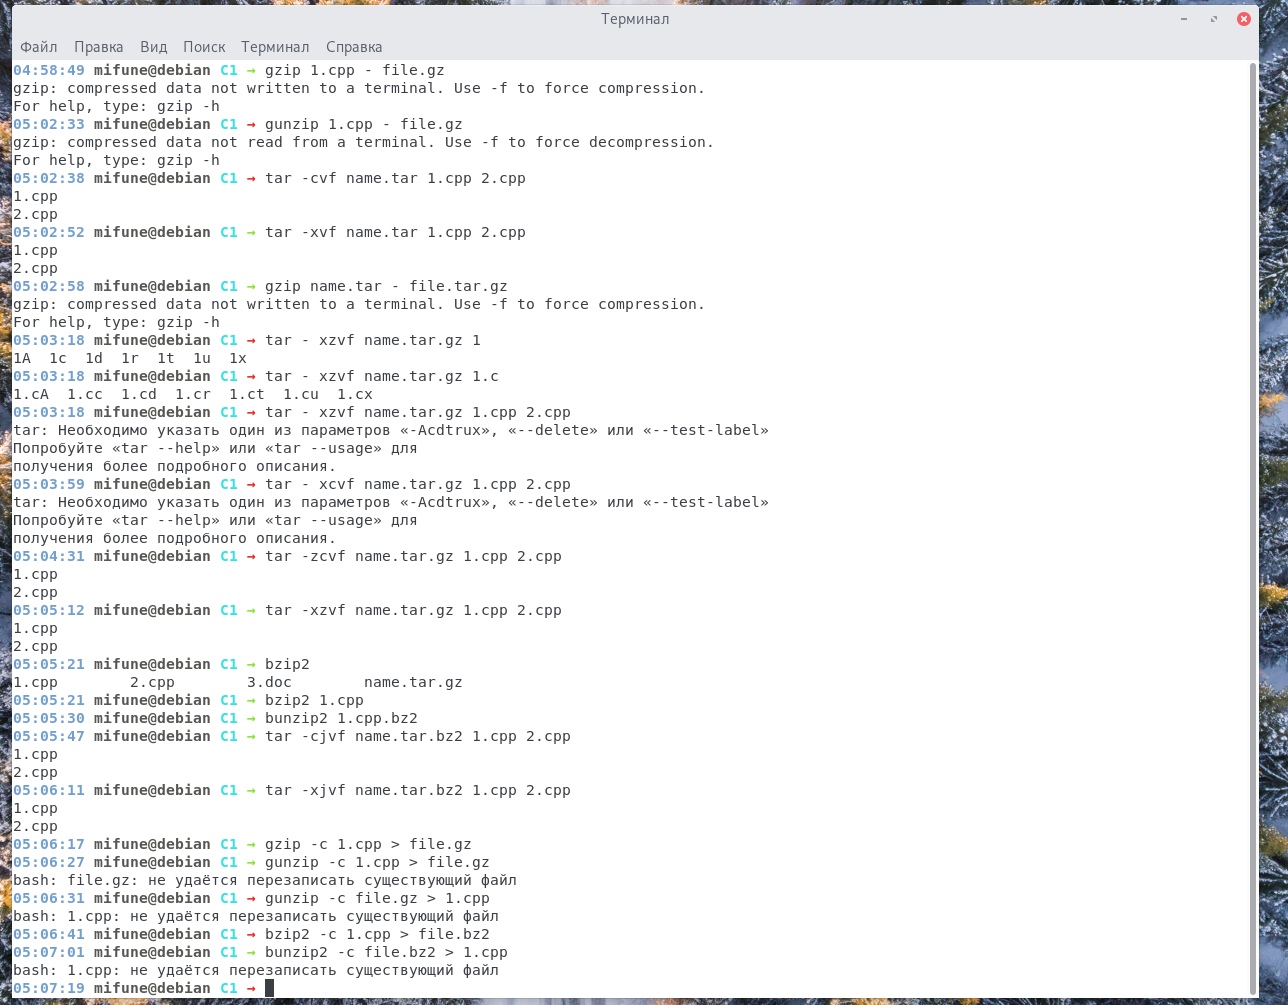 Терминал
Файл Правка Вид Поиск Терминал Справка
04:58:49 mifune@debian C1 → gzip 1.cpp - file.gz
gzip: compressed data not written to a terminal. Use -f to force compression.
For help, type: gzip -h
05:02:33 mifune@debian C1 → gunzip 1.cpp - file.gz
gzip: compressed data not read from a terminal. Use -f to force decompression.
For help, type: gzip -h
05:02:38 mifune@debian C1 → tar -cvf name.tar 1.cpp 2.cpp
1.cpp
2.cpp
05:02:52 mifune@debian C1 → tar -xvf name.tar 1.cpp 2.cpp
1.cpp
2.cpp
05:02:58 mifune@debian C1 → gzip name.tar - file.tar.gz
gzip: compressed data not written to a terminal. Use -f to force compression.
For help, type: gzip -h
05:03:18 mifune@debian C1 → tar - xzvf name.tar.gz 1
1A  1c  1d  1r  1t  1u  1x
05:03:18 mifune@debian C1 → tar - xzvf name.tar.gz 1.c
1.cA  1.cc  1.cd  1.cr  1.ct  1.cu  1.cx
05:03:18 mifune@debian C1 → tar - xzvf name.tar.gz 1.cpp 2.cpp
tar: Необходимо указать один из параметров «-Acdtrux», «--delete» или «--test-label»
Попробуйте «tar --help» или «tar --usage» для
получения более подробного описания.
05:03:59 mifune@debian C1 → tar - xcvf name.tar.gz 1.cpp 2.cpp
tar: Необходимо указать один из параметров «-Acdtrux», «--delete» или «--test-label»
Попробуйте «tar --help» или «tar --usage» для
получения более подробного описания.
05:04:31 mifune@debian C1 → tar -zcvf name.tar.gz 1.cpp 2.cpp
1.cpp
2.cpp
05:05:12 mifune@debian C1 → tar -xzvf name.tar.gz 1.cpp 2.cpp
1.cpp
2.cpp
05:05:21 mifune@debian C1 → bzip2
1.cpp        2.cpp        3.doc        name.tar.gz
05:05:21 mifune@debian C1 → bzip2 1.cpp
05:05:30 mifune@debian C1 → bunzip2 1.cpp.bz2
05:05:47 mifune@debian C1 → tar -cjvf name.tar.bz2 1.cpp 2.cpp
1.cpp
2.cpp
05:06:11 mifune@debian C1 → tar -xjvf name.tar.bz2 1.cpp 2.cpp
1.cpp
2.cpp
05:06:17 mifune@debian C1 → gzip -c 1.cpp > file.gz
05:06:27 mifune@debian C1 → gunzip -c 1.cpp > file.gz
bash: file.gz: не удаётся перезаписать существующий файл
05:06:31 mifune@debian C1 → gunzip -c file.gz > 1.cpp
bash: 1.cpp: не удаётся перезаписать существующий файл
05:06:41 mifune@debian C1 → bzip2 -c 1.cpp > file.bz2
05:07:01 mifune@debian C1 → bunzip2 -c file.bz2 > 1.cpp
bash: 1.cpp: не удаётся перезаписать существующий файл
05:07:19 mifune@debian C1 →